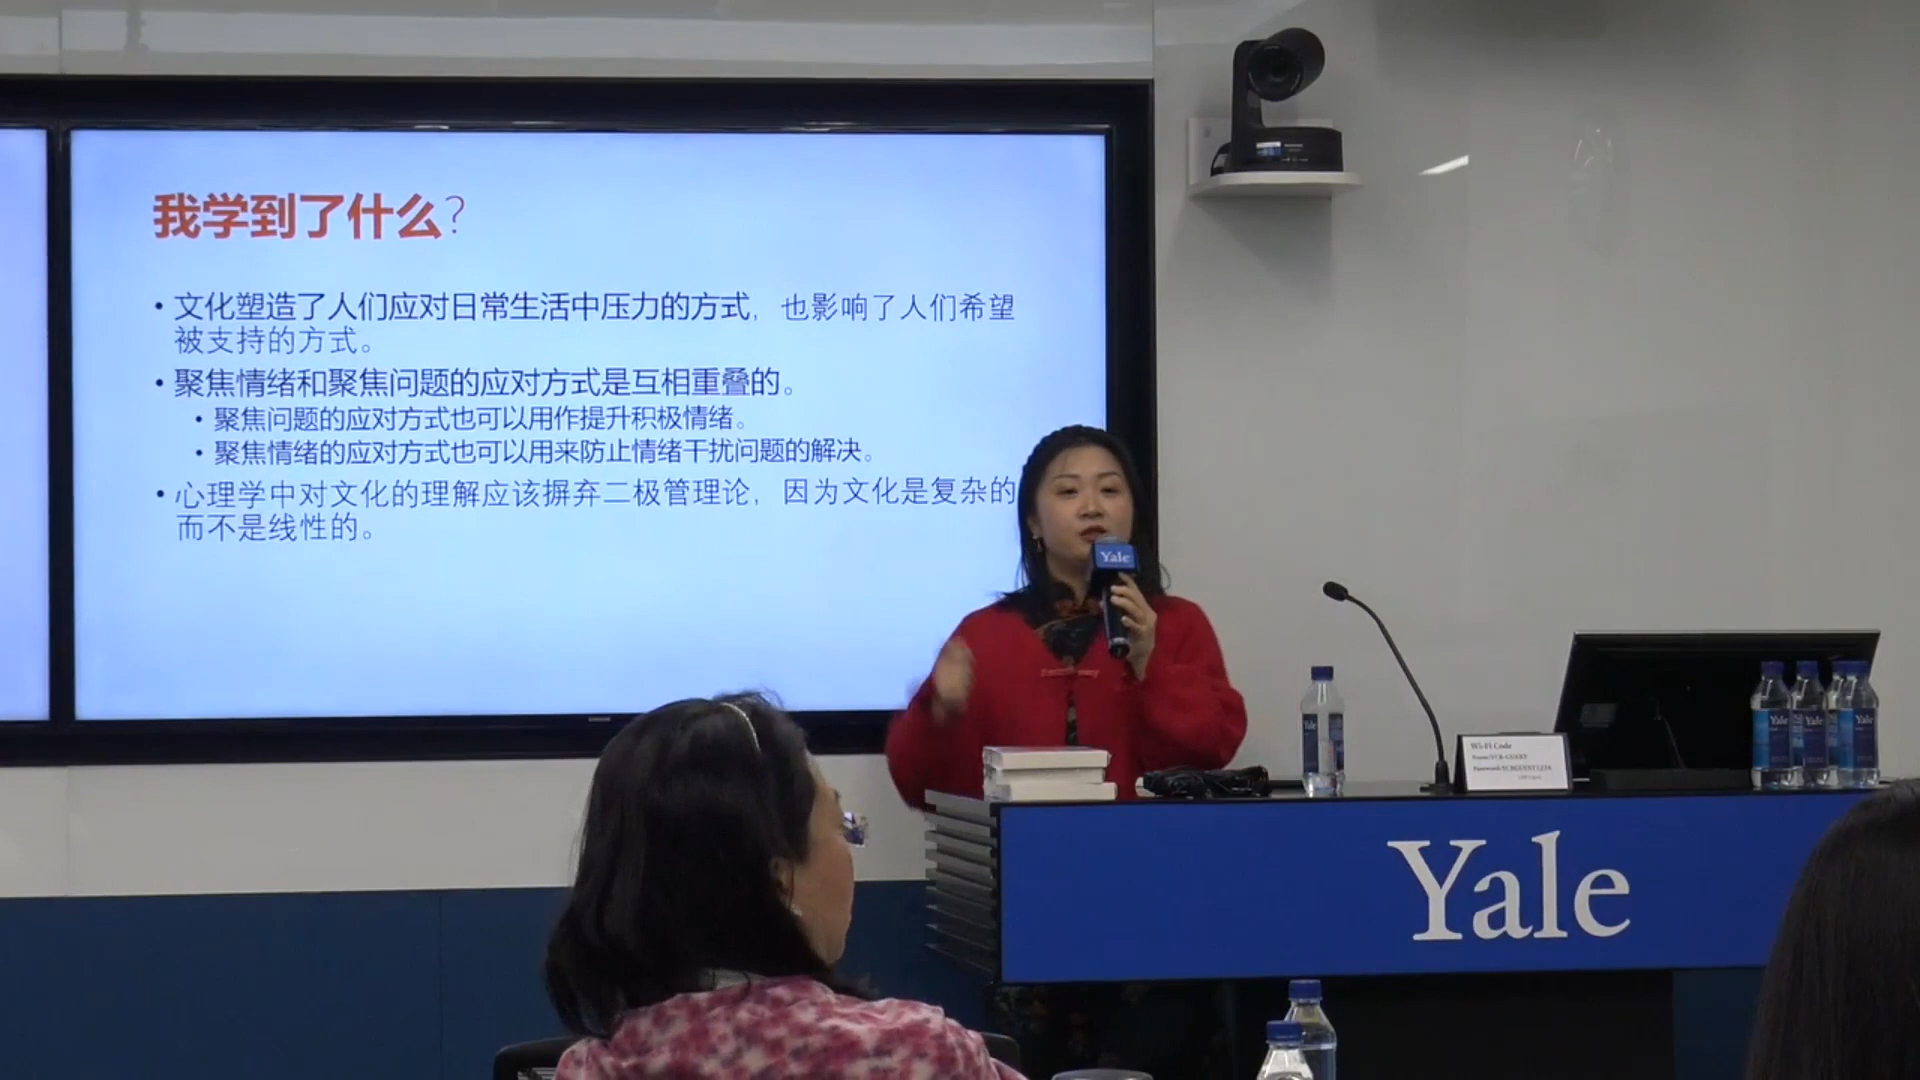 我学到了什么?
• 文化塑造了人们应对日常生活中压力的方式，也影响了人们希望
被支持的方式。
• 聚焦情绪和聚焦问题的应对方式是互相重叠的。
• 聚焦问题的应对方式也可以用作提升积极情绪。
• 聚焦情绪的应对方式也可以用来防止情绪干扰问题的解决。
• 心理学中对文化的理解应该摒弃二极管理论，因为文化是复杂的
而不是线性的。
Yale
Yale
Wi-Fi Code
Yale
Yale
Yale
Yale